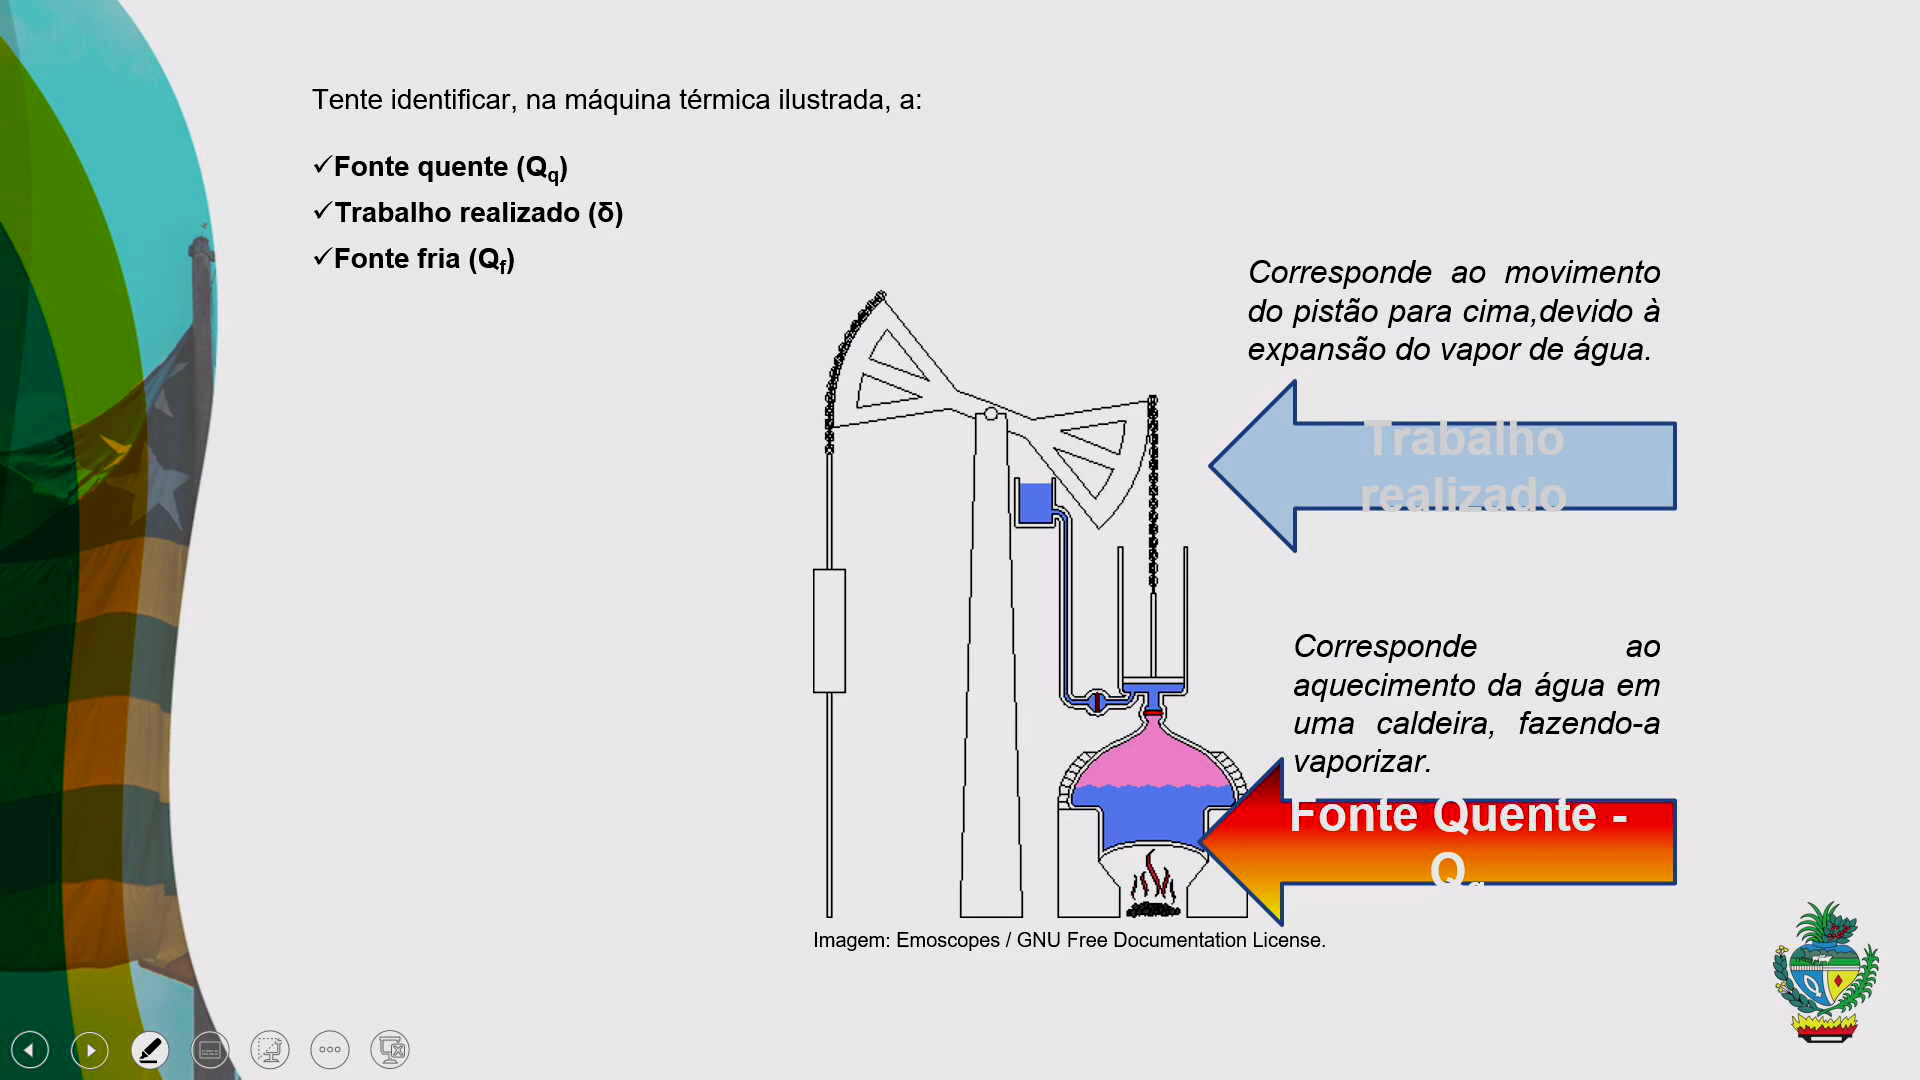 Tente identificar, na máquina térmica ilustrada, a:
✓Fonte quente (Qq)
✓Trabalho realizado (δ)
✓Fonte fria (Qf)
Corresponde ao movimento
do pistão para cima,devido à
expansão do vapor de água.
Trabalho
realizado
Corresponde ao
aquecimento da água em
uma caldeira, fazendo-a
vaporizar.
Fonte Quente -
Qq
Imagem: Emoscopes / GNU Free Documentation License.